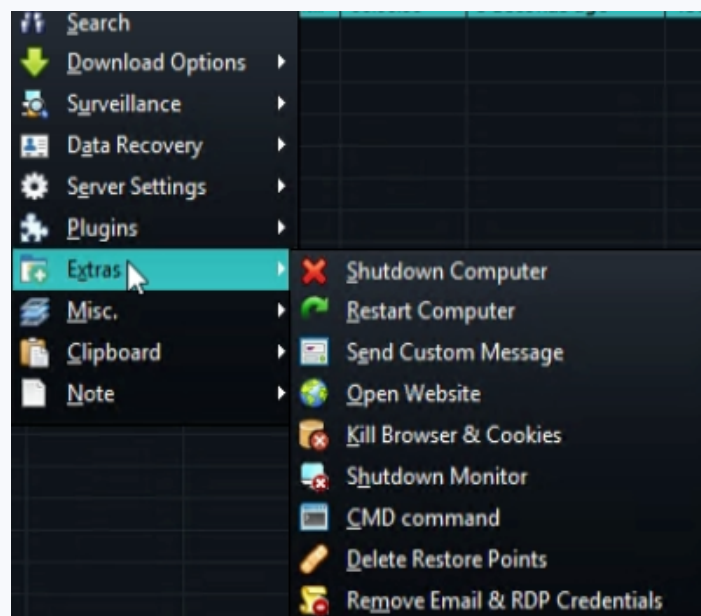 Search
Download Options
Surveillance
Data Recovery
Server Settings
Plugins
Extras
Misc.
Clipboard
Note
Shutdown Computer
Restart Computer
Send Custom Message
Open Website
Kill Browser & Cookies
Shutdown Monitor
CMD command
Delete Restore Points
Remove Email & RDP Credentials